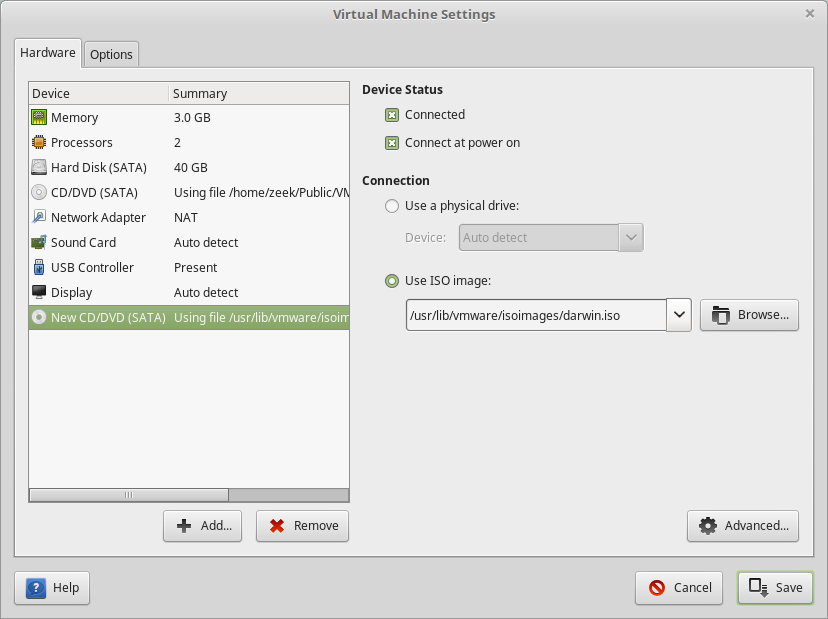 Virtual Machine Settings
Hardware
Options
Device Summary
Memory 3.0 GB
Processors 2
Hard Disk (SATA) 40 GB
CD/DVD (SATA) Using file /home/zeek/Public/VM
Network Adapter NAT
Sound Card Auto detect
USB Controller Present
Display Auto detect
New CD/DVD (SATA) Using file /usr/lib/vmware/isoim
Add...
Remove
Device Status
Connected
Connect at power on
Connection
Use a physical drive:
Device: Auto detect
Use ISO image:
/usr/lib/vmware/isoimages/darwin.iso
Browse...
Advanced...
Help
Cancel
Save